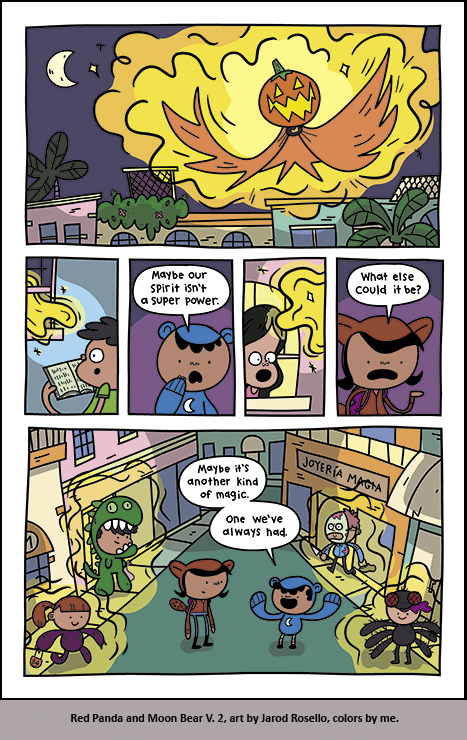 Maybe our
spirit isn't
a super power.
What else
could it be?
Maybe it's
another kind
of magic.
One we've
always had.
JOYERÍA MAGIA
Red Panda and Moon Bear V. 2, art by Jarod Rosello, colors by me.